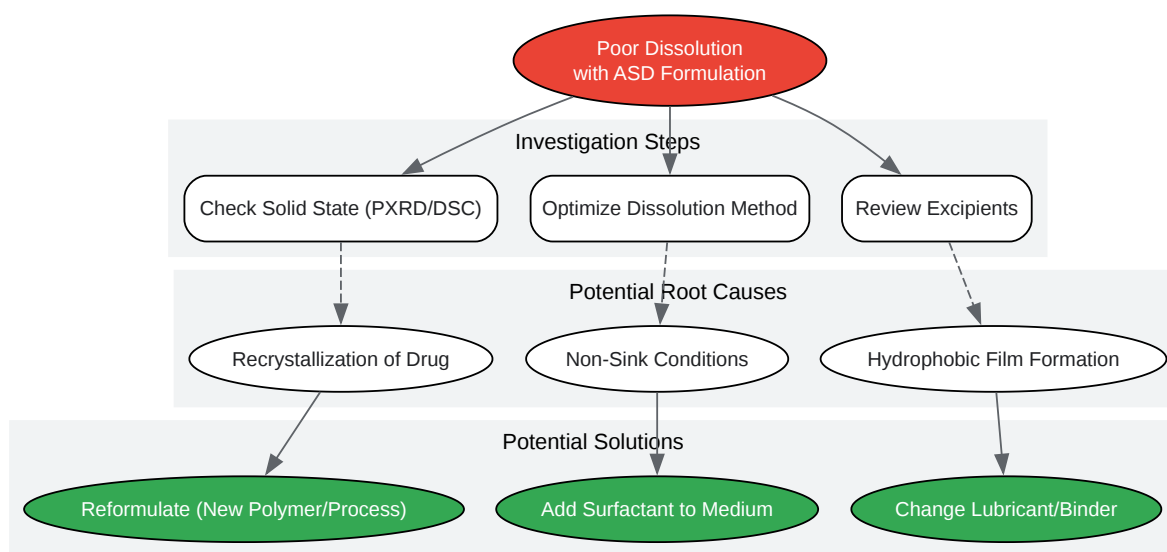 Poor Dissolution
with ASD Formulation
Investigation Steps
Check Solid State (PXRD/DSC)
Optimize Dissolution Method
Review Excipients
Potential Root Causes
Recrystallization of Drug
Non-Sink Conditions
Hydrophobic Film Formation
Potential Solutions
Reformulate (New Polymer/Process)
Add Surfactant to Medium
Change Lubricant/Binder